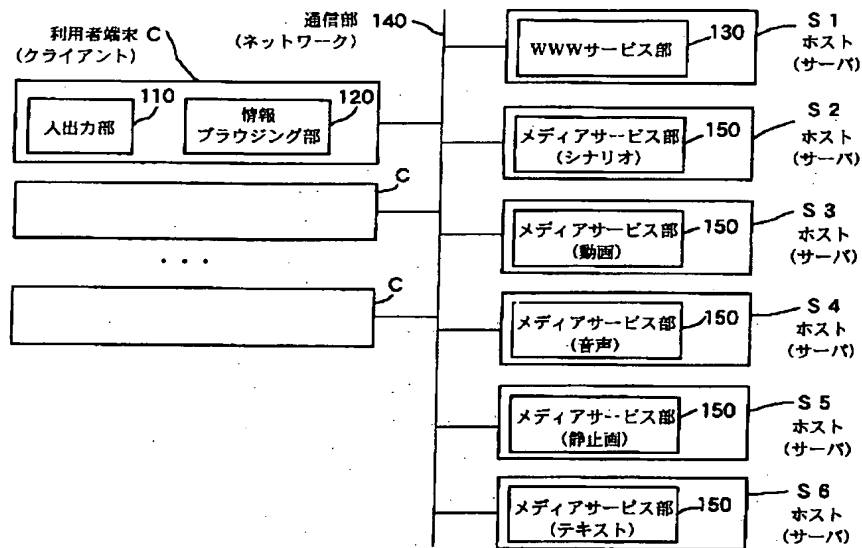 利用者端末 C
(クライアント)
通信部 140
(ネットワーク)
110
入出力部
120
情報
ブラウジング部
C
・・・
C
WWWサービス部
130
S1
ホスト
(サーバ)
メディアサービス部
(シナリオ)
150
S2
ホスト
(サーバ)
メディアサービス部
(動画)
150
S3
ホスト
(サーバ)
メディアサービス部
(音声)
150
S4
ホスト
(サーバ)
メディアサービス部
(静止画)
150
S5
ホスト
(サーバ)
メディアサービス部
(テキスト)
150
S6
ホスト
(サーバ)